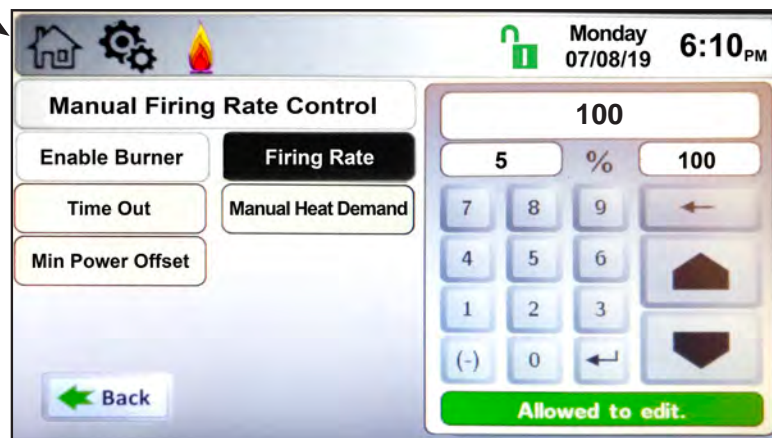 Monday
07/08/19
6:10 PM
Manual Firing Rate Control
Enable Burner
Firing Rate
Time Out
Manual Heat Demand
Min Power Offset
Back
100
5 % 100
7 8 9
4 5 6
1 2 3
(-) 0
Allowed to edit.